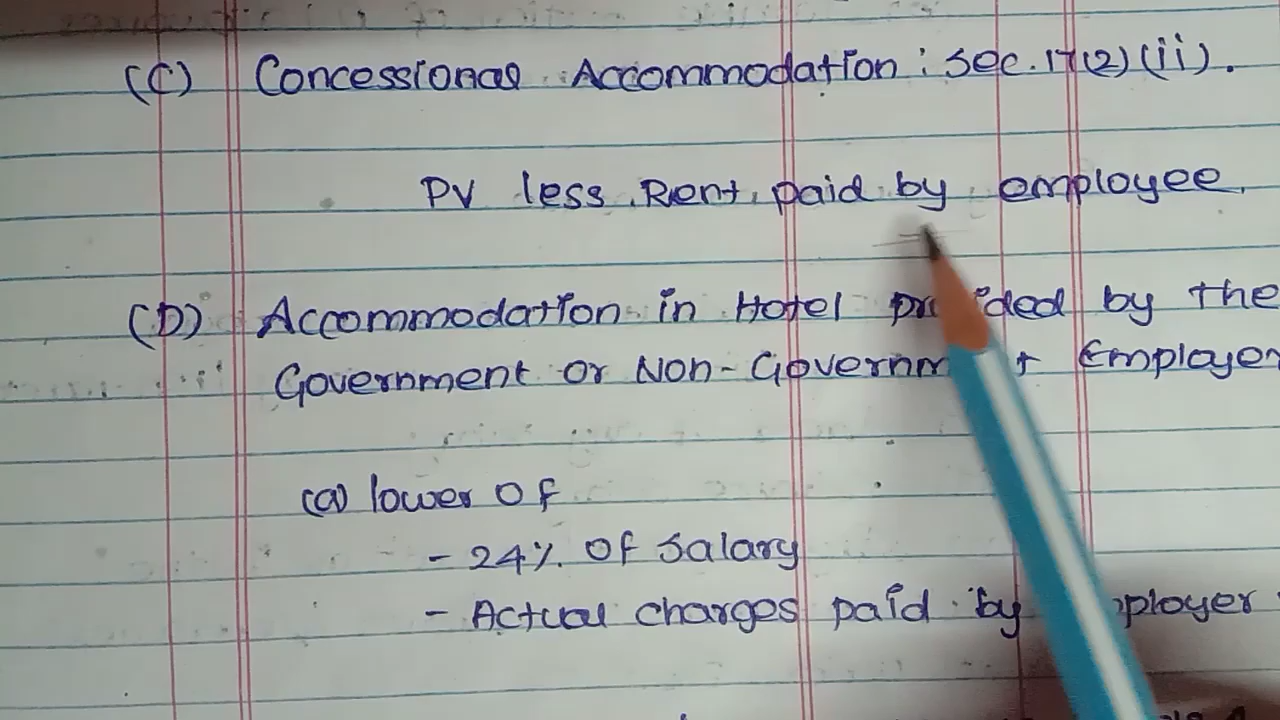 (C) Concessional Accommodation : Sec. 17(2)(ii).
PV less Rent paid by employee.
(D) Accommodation in Hotel provided by the
Government or Non-Government Employer
(a) lower of
- 24% of salary
- Actual charges paid by employer